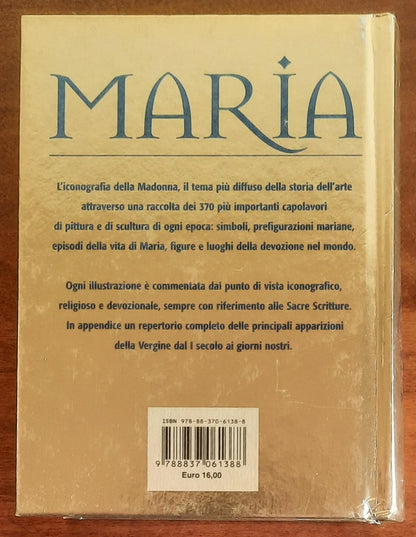 MARIA
L'iconografia della Madonna, il tema più diffuso della storia dell'arte
attraverso una raccolta dei 370 più importanti capolavori
di pittura e di scultura di ogni epoca: simboli, prefigurazioni mariane,
episodi della vita di Maria, figure e luoghi della devozione nel mondo.
Ogni illustrazione è commentata dai punto di vista iconografico,
religioso e devozionale, sempre con riferimento alle Sacre Scritture.
In appendice un repertorio completo delle principali apparizioni
della Vergine dal I secolo ai giorni nostri.
ISBN 978-88-370-6138-8
9 788837 061388
Euro 16,00